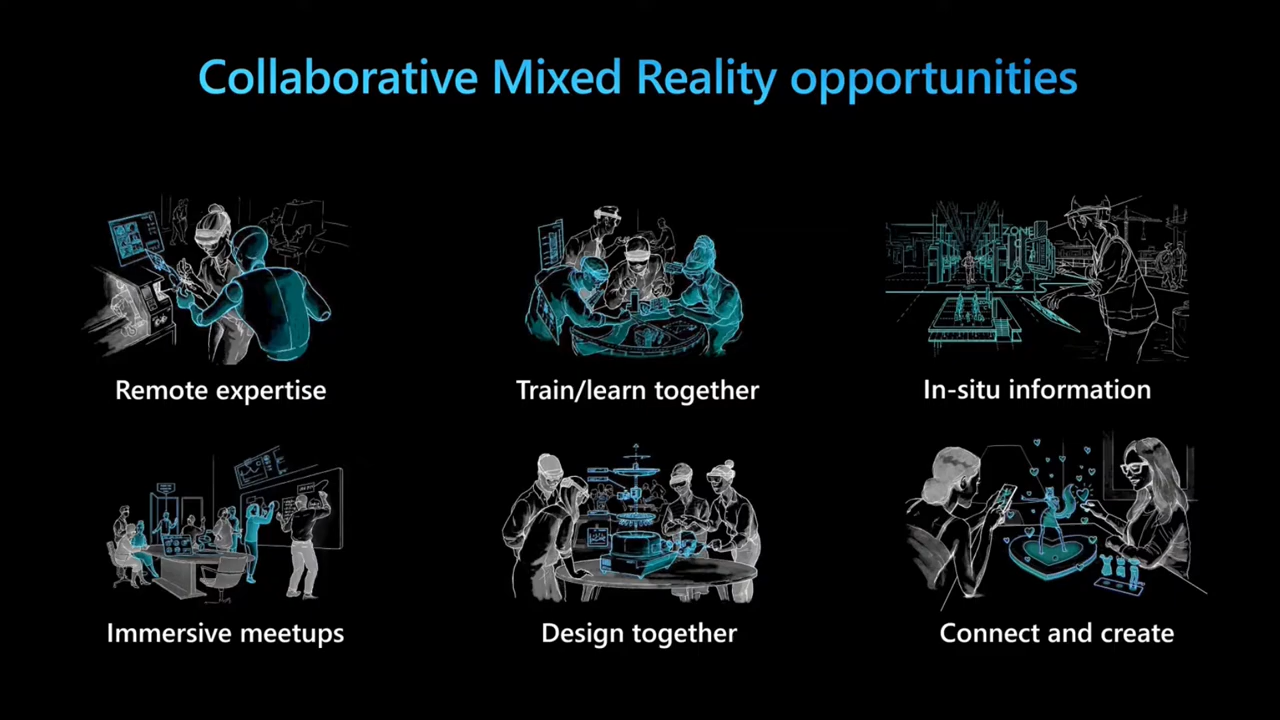 Collaborative Mixed Reality opportunities
ZONE
Remote expertise
Train/learn together
In-situ information
Immersive meetups
Design together
Connect and create